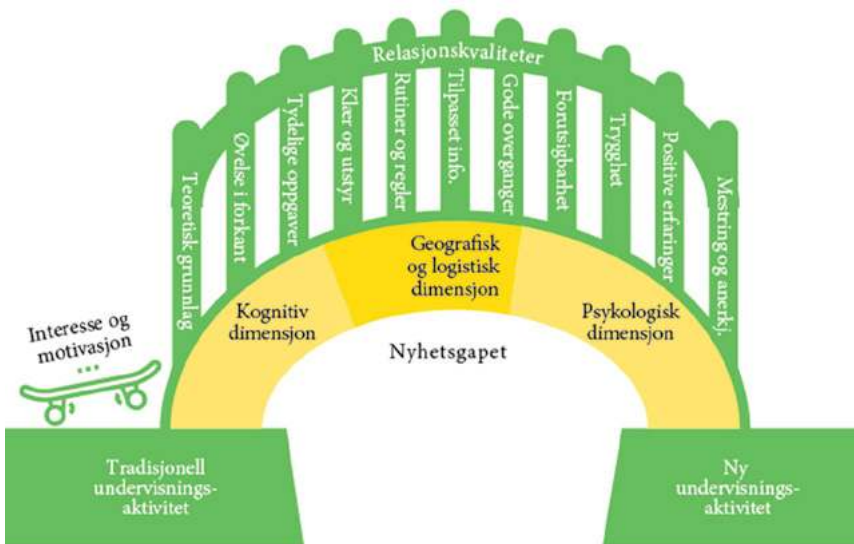 Relasjonskvaliteter
Teoretisk grunnlag
Øvelse i forkant
Tydelige oppgaver
Klær og utstyr
Rutiner og regler
Tilpasset info.
Gode overganger
Forutsigbarhet
Trygghet
Positive erfaringer
Mestring og anerkj.
Geografisk
og logistisk
dimensjon
Kognitiv
dimensjon
Psykologisk
dimensjon
Interesse og
motivasjon
Nyhetsgapet
Tradisjonell
undervisnings-
aktivitet
Ny
undervisnings-
aktivitet